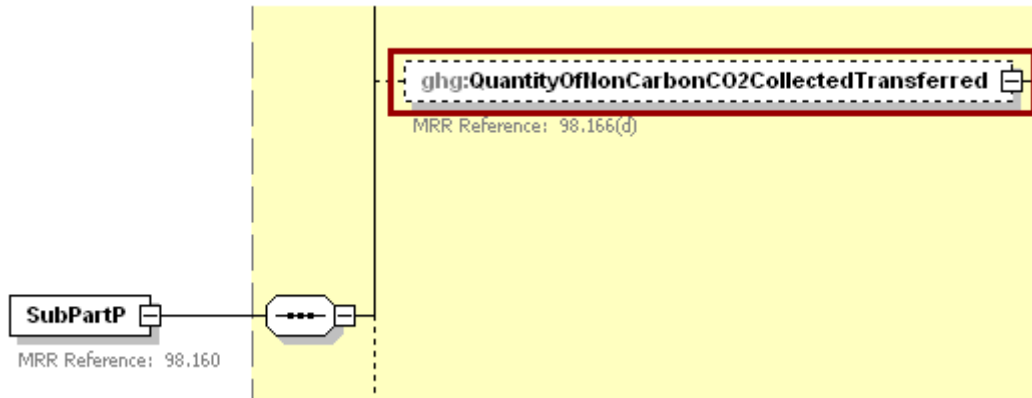 ghg:QuantityOfNonCarbonCO2CollectedTransferred
MRR Reference: 98.166(d)
SubPartP
MRR Reference: 98.160